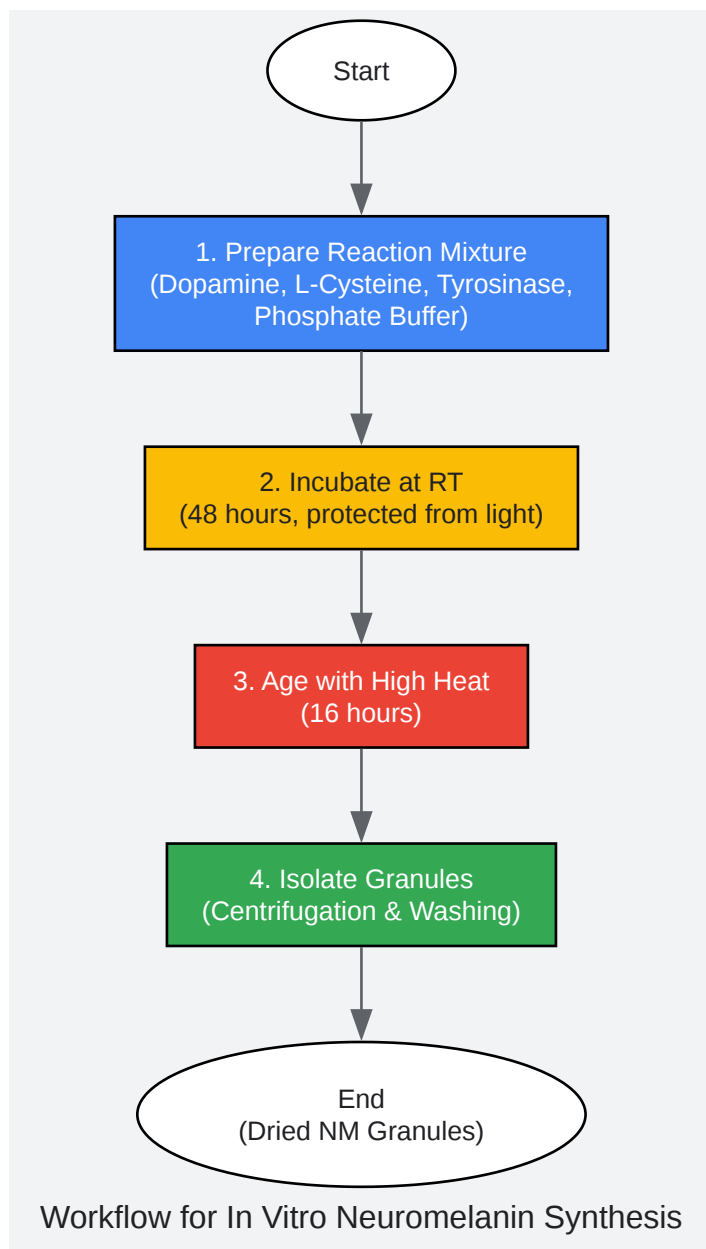 Start
1. Prepare Reaction Mixture
(Dopamine, L-Cysteine, Tyrosinase,
Phosphate Buffer)
2. Incubate at RT
(48 hours, protected from light)
3. Age with High Heat
(16 hours)
4. Isolate Granules
(Centrifugation & Washing)
End
(Dried NM Granules)
Workflow for In Vitro Neuromelanin Synthesis